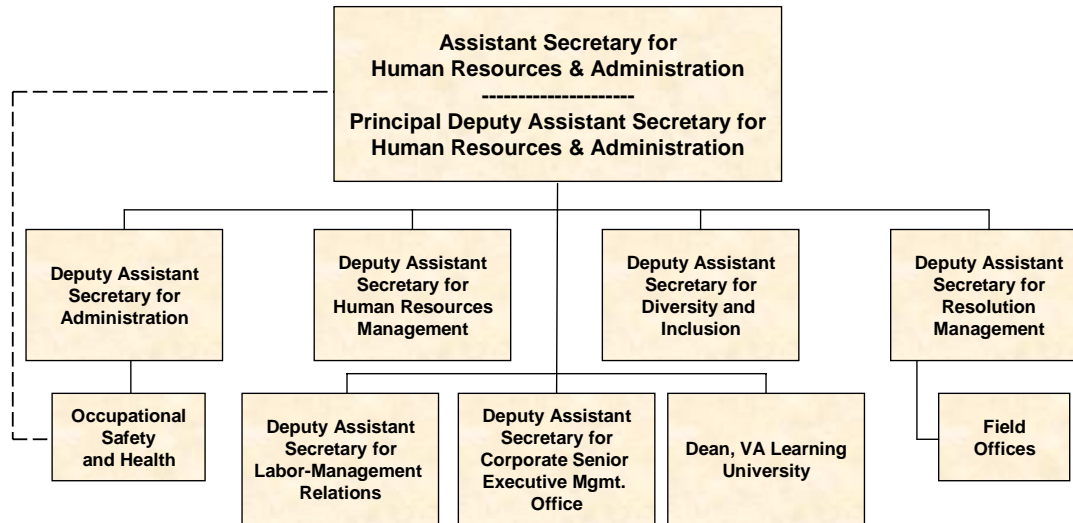 Assistant Secretary for
Human Resources & Administration
---------------------
Principal Deputy Assistant Secretary for
Human Resources & Administration
Deputy Assistant
Secretary for
Administration
Deputy Assistant
Secretary for
Human Resources
Management
Deputy Assistant
Secretary for
Diversity and
Inclusion
Deputy Assistant
Secretary for
Resolution
Management
Occupational
Safety
and Health
Deputy Assistant
Secretary for
Labor-Management
Relations
Deputy Assistant
Secretary for
Corporate Senior
Executive Mgmt.
Office
Dean, VA Learning
University
Field
Offices